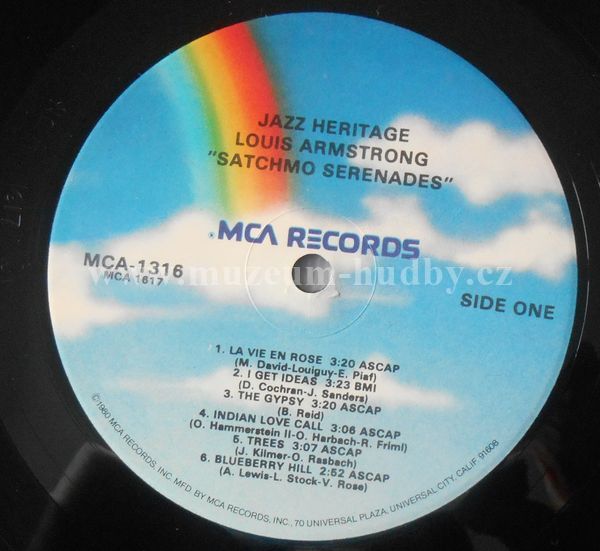 JAZZ HERITAGE
LOUIS ARMSTRONG
"SATCHMO SERENADES"
® MCA RECORDS
MCA-1316
MCA 1617
www.muzeum-hudby.cz
SIDE ONE
1. LA VIE EN ROSE 3:20 ASCAP
(M. David-Louiguy-E. Piaf)
2. I GET IDEAS 3:23 BMI
(D. Cochran-J. Sanders)
3. THE GYPSY 3:20 ASCAP
(B. Reid)
4. INDIAN LOVE CALL 3:06 ASCAP
(O. Hammerstein II-O. Harbach-R. Friml)
5. TREES 3:07 ASCAP
(J. Kilmer-O. Rasbach)
6. BLUEBERRY HILL 2:52 ASCAP
(A. Lewis-L. Stock-V. Rose)
©1980 MCA RECORDS, INC. MFD. BY MCA RECORDS, INC., 70 UNIVERSAL PLAZA, UNIVERSAL CITY, CALIF. 91608